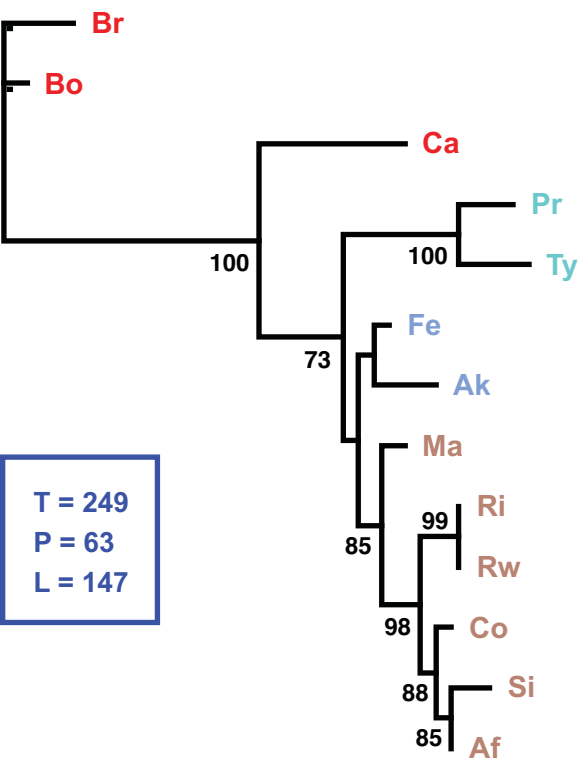 Br
Bo
Ca
Pr
100
100
Ty
Fe
73
Ak
Ma
T = 249
Ri
99
P = 63
85
Rw
L = 147
98
Co
Si
88
85
Af